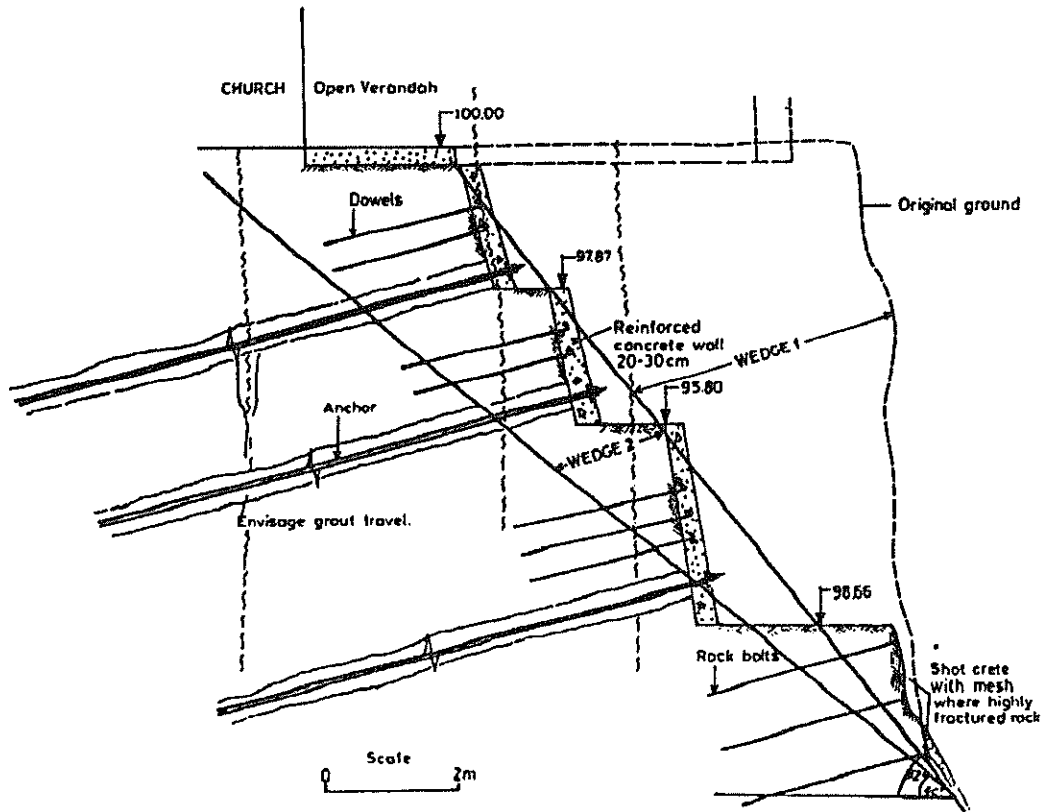 CHURCH
Open Verandah
100.00
Dowels
Original ground
97.87
Reinforced
concrete wall
20-30cm
WEDGE 1
95.80
Anchor
WEDGE 2
Envisage grout travel.
98.66
Rock bolts
Shot crete
with mesh
where highly
fractured rock
Scale
0
2m